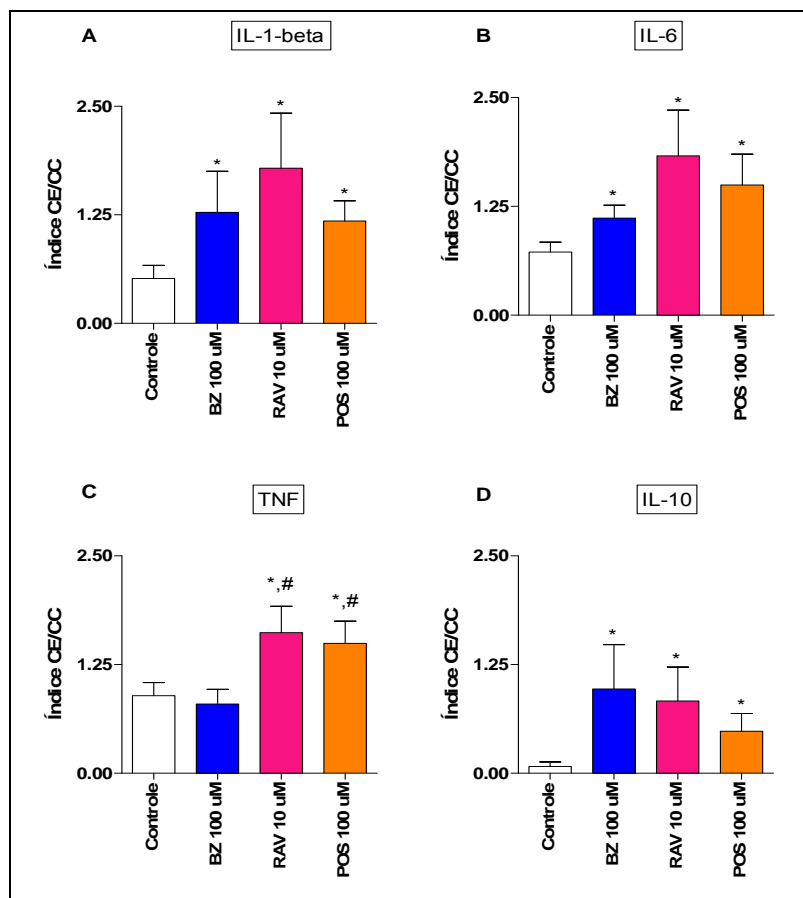 A
IL-1-beta
Índice CE/CC
2.50
1.25
0.00
*
*
*
Controle
BZ 100 uM
RAV 10 uM
POS 100 uM
B
IL-6
Índice CE/CC
2.50
1.25
0.00
*
*
*
Controle
BZ 100 uM
RAV 10 uM
POS 100 uM
C
TNF
Índice CE/CC
2.50
1.25
0.00
*,#
*,#
Controle
BZ 100 uM
RAV 10 uM
POS 100 uM
D
IL-10
Índice CE/CC
2.50
1.25
0.00
*
*
*
Controle
BZ 100 uM
RAV 10 uM
POS 100 uM